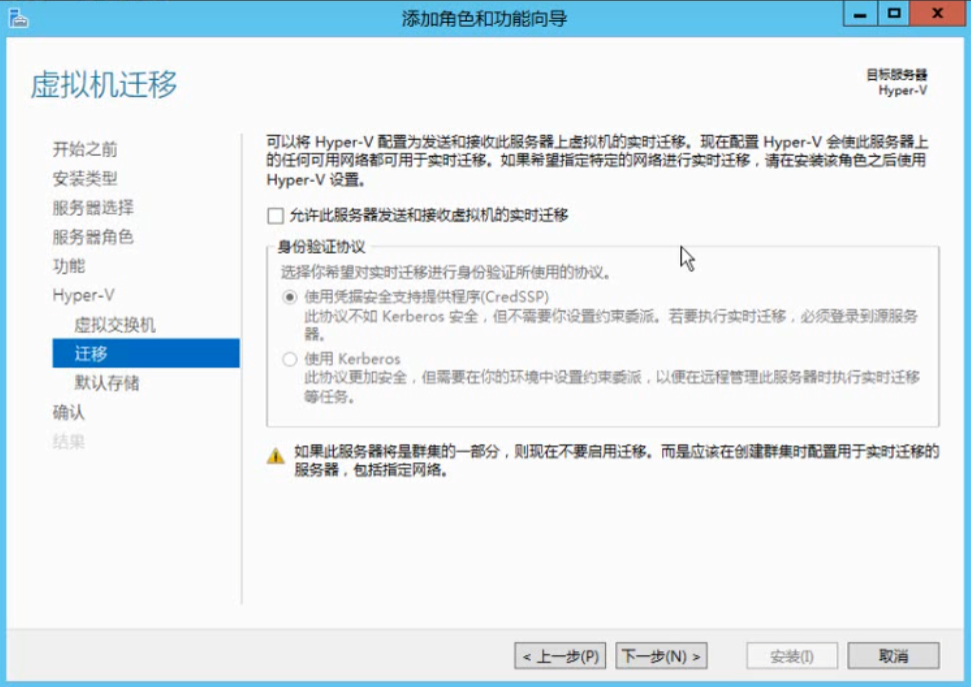 添加角色和功能向导
虚拟机迁移
目标服务器
Hyper-V
开始之前
安装类型
服务器选择
服务器角色
功能
Hyper-V
虚拟交换机
迁移
默认存储
确认
结果
可以将 Hyper-V 配置为发送和接收此服务器上虚拟机的实时迁移。现在配置 Hyper-V 会使此服务器上
的任何可用网络都可用于实时迁移。如果希望指定特定的网络进行实时迁移，请在安装该角色之后使用
Hyper-V 设置。
允许此服务器发送和接收虚拟机的实时迁移
身份验证协议
选择你希望对实时迁移进行身份验证所使用的协议。
使用凭据安全支持提供程序(CredSSP)
此协议不如 Kerberos 安全，但不需要你设置约束委派。若要执行实时迁移，必须登录到源服务
器。
使用 Kerberos
此协议更加安全，但需要在你的环境中设置约束委派，以便在远程管理此服务器时执行实时迁移
等任务。
如果此服务器将是群集的一部分，则现在不要启用迁移。而是应该在创建群集时配置用于实时迁移的
服务器，包括指定网络。
< 上一步(P)
下一步(N) >
安装(I)
取消